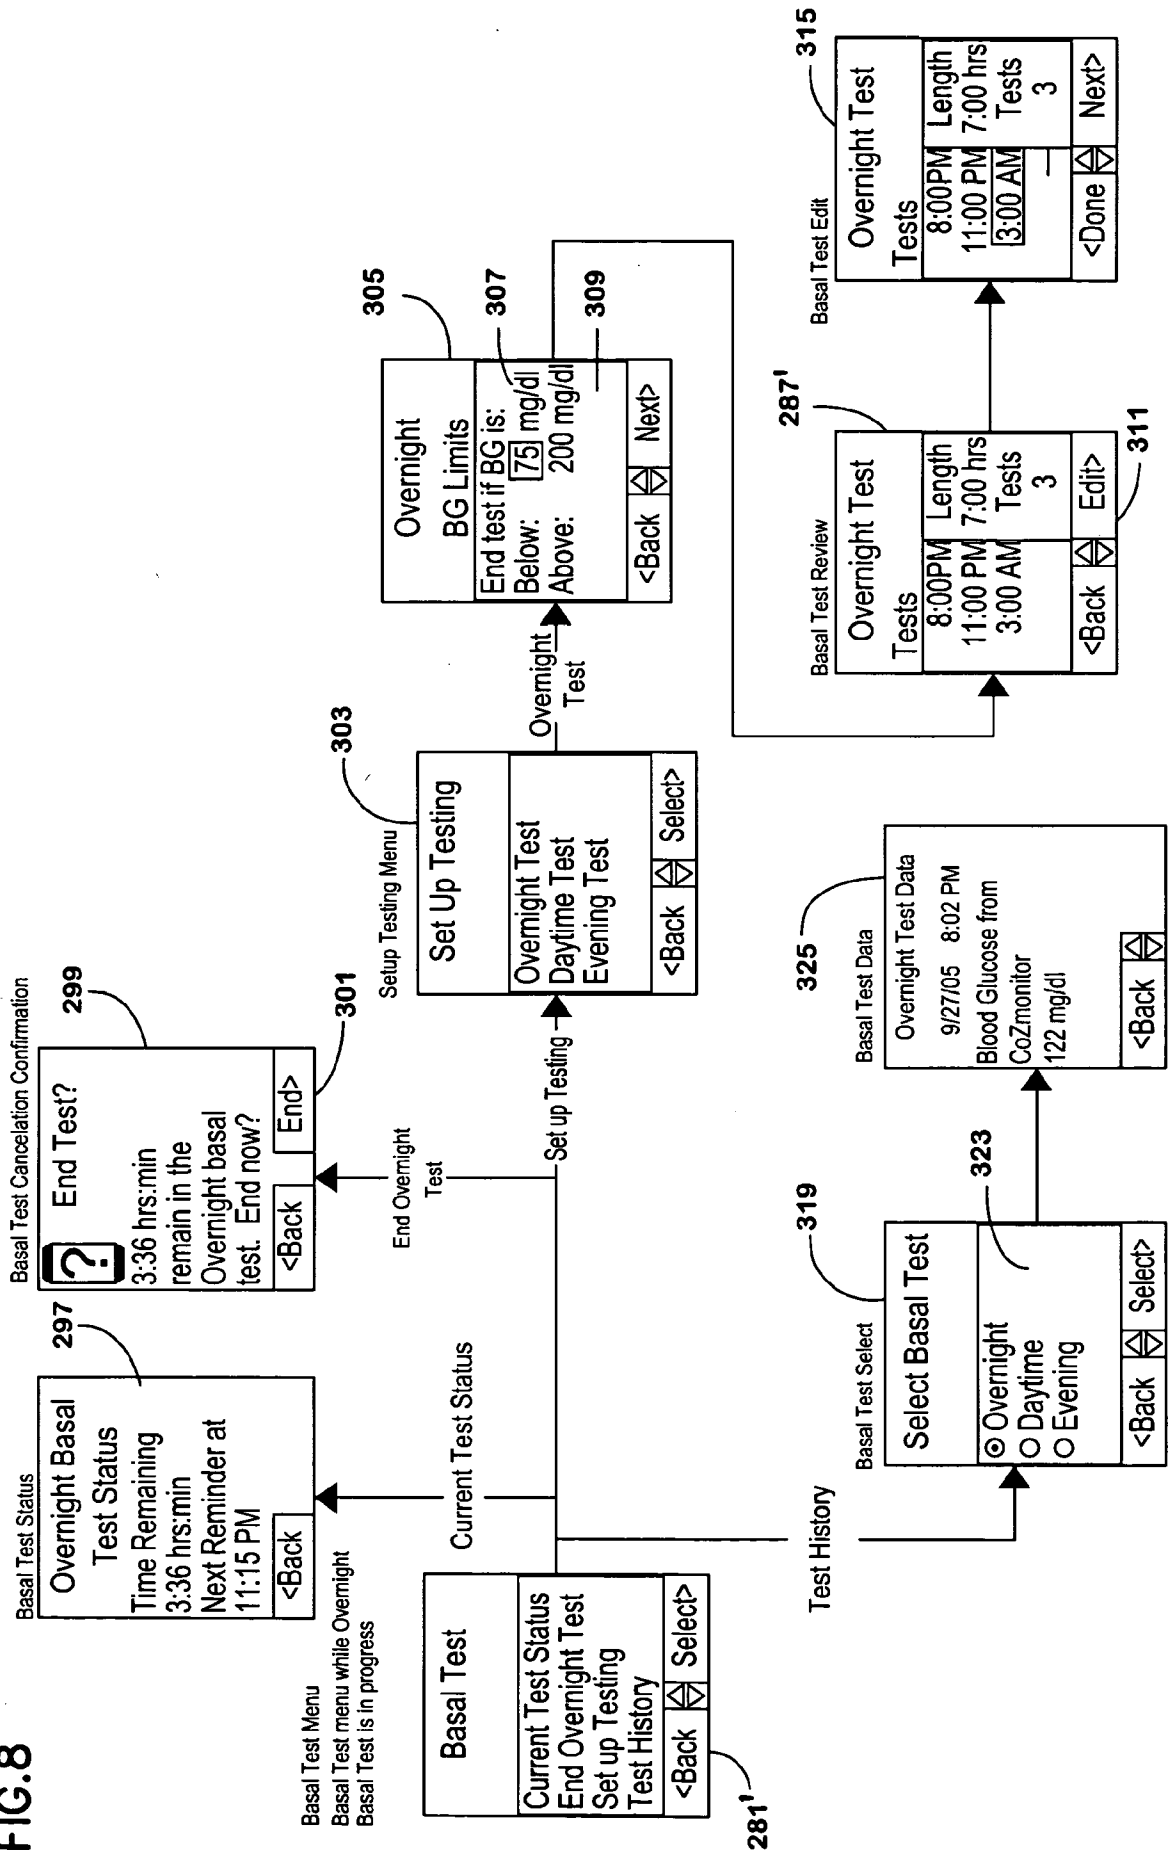 FIG.8
Basal Test Status
Overnight Basal
Test Status
Time Remaining
3:36 hrs:min
Next Reminder at
11:15 PM
<Back
297
Basal Test Cancelation Confirmation
? End Test?
3:36 hrs:min
remain in the
Overnight basal
test. End now?
<Back End>
299
301
Basal Test Menu
Basal Test menu while Overnight
Basal Test is in progress
Basal Test
Current Test Status
End Overnight Test
Set up Testing
Test History
<Back Select>
281'
Current Test Status
End Overnight
Test
Set up Testing
Test History
Setup Testing Menu
Set Up Testing
Overnight Test
Daytime Test
Evening Test
<Back Select>
303
Overnight
Test
Overnight
BG Limits
End test if BG is:
Below: 75 mg/dl
Above: 200 mg/dl
<Back Next>
305
307
309
Basal Test Select
Select Basal Test
Overnight
Daytime
Evening
<Back Select>
319
323
Basal Test Data
Overnight Test Data
9/27/05 8:02 PM
Blood Glucose from
CoZmonitor
122 mg/dl
<Back
325
Basal Test Review
Overnight Test
Tests
8:00PM Length
11:00 PM 7:00 hrs
3:00 AM Tests
3
<Back Edit>
287'
311
Basal Test Edit
Overnight Test
Tests
8:00PM Length
11:00 PM 7:00 hrs
3:00 AM Tests
3
<Done Next>
315